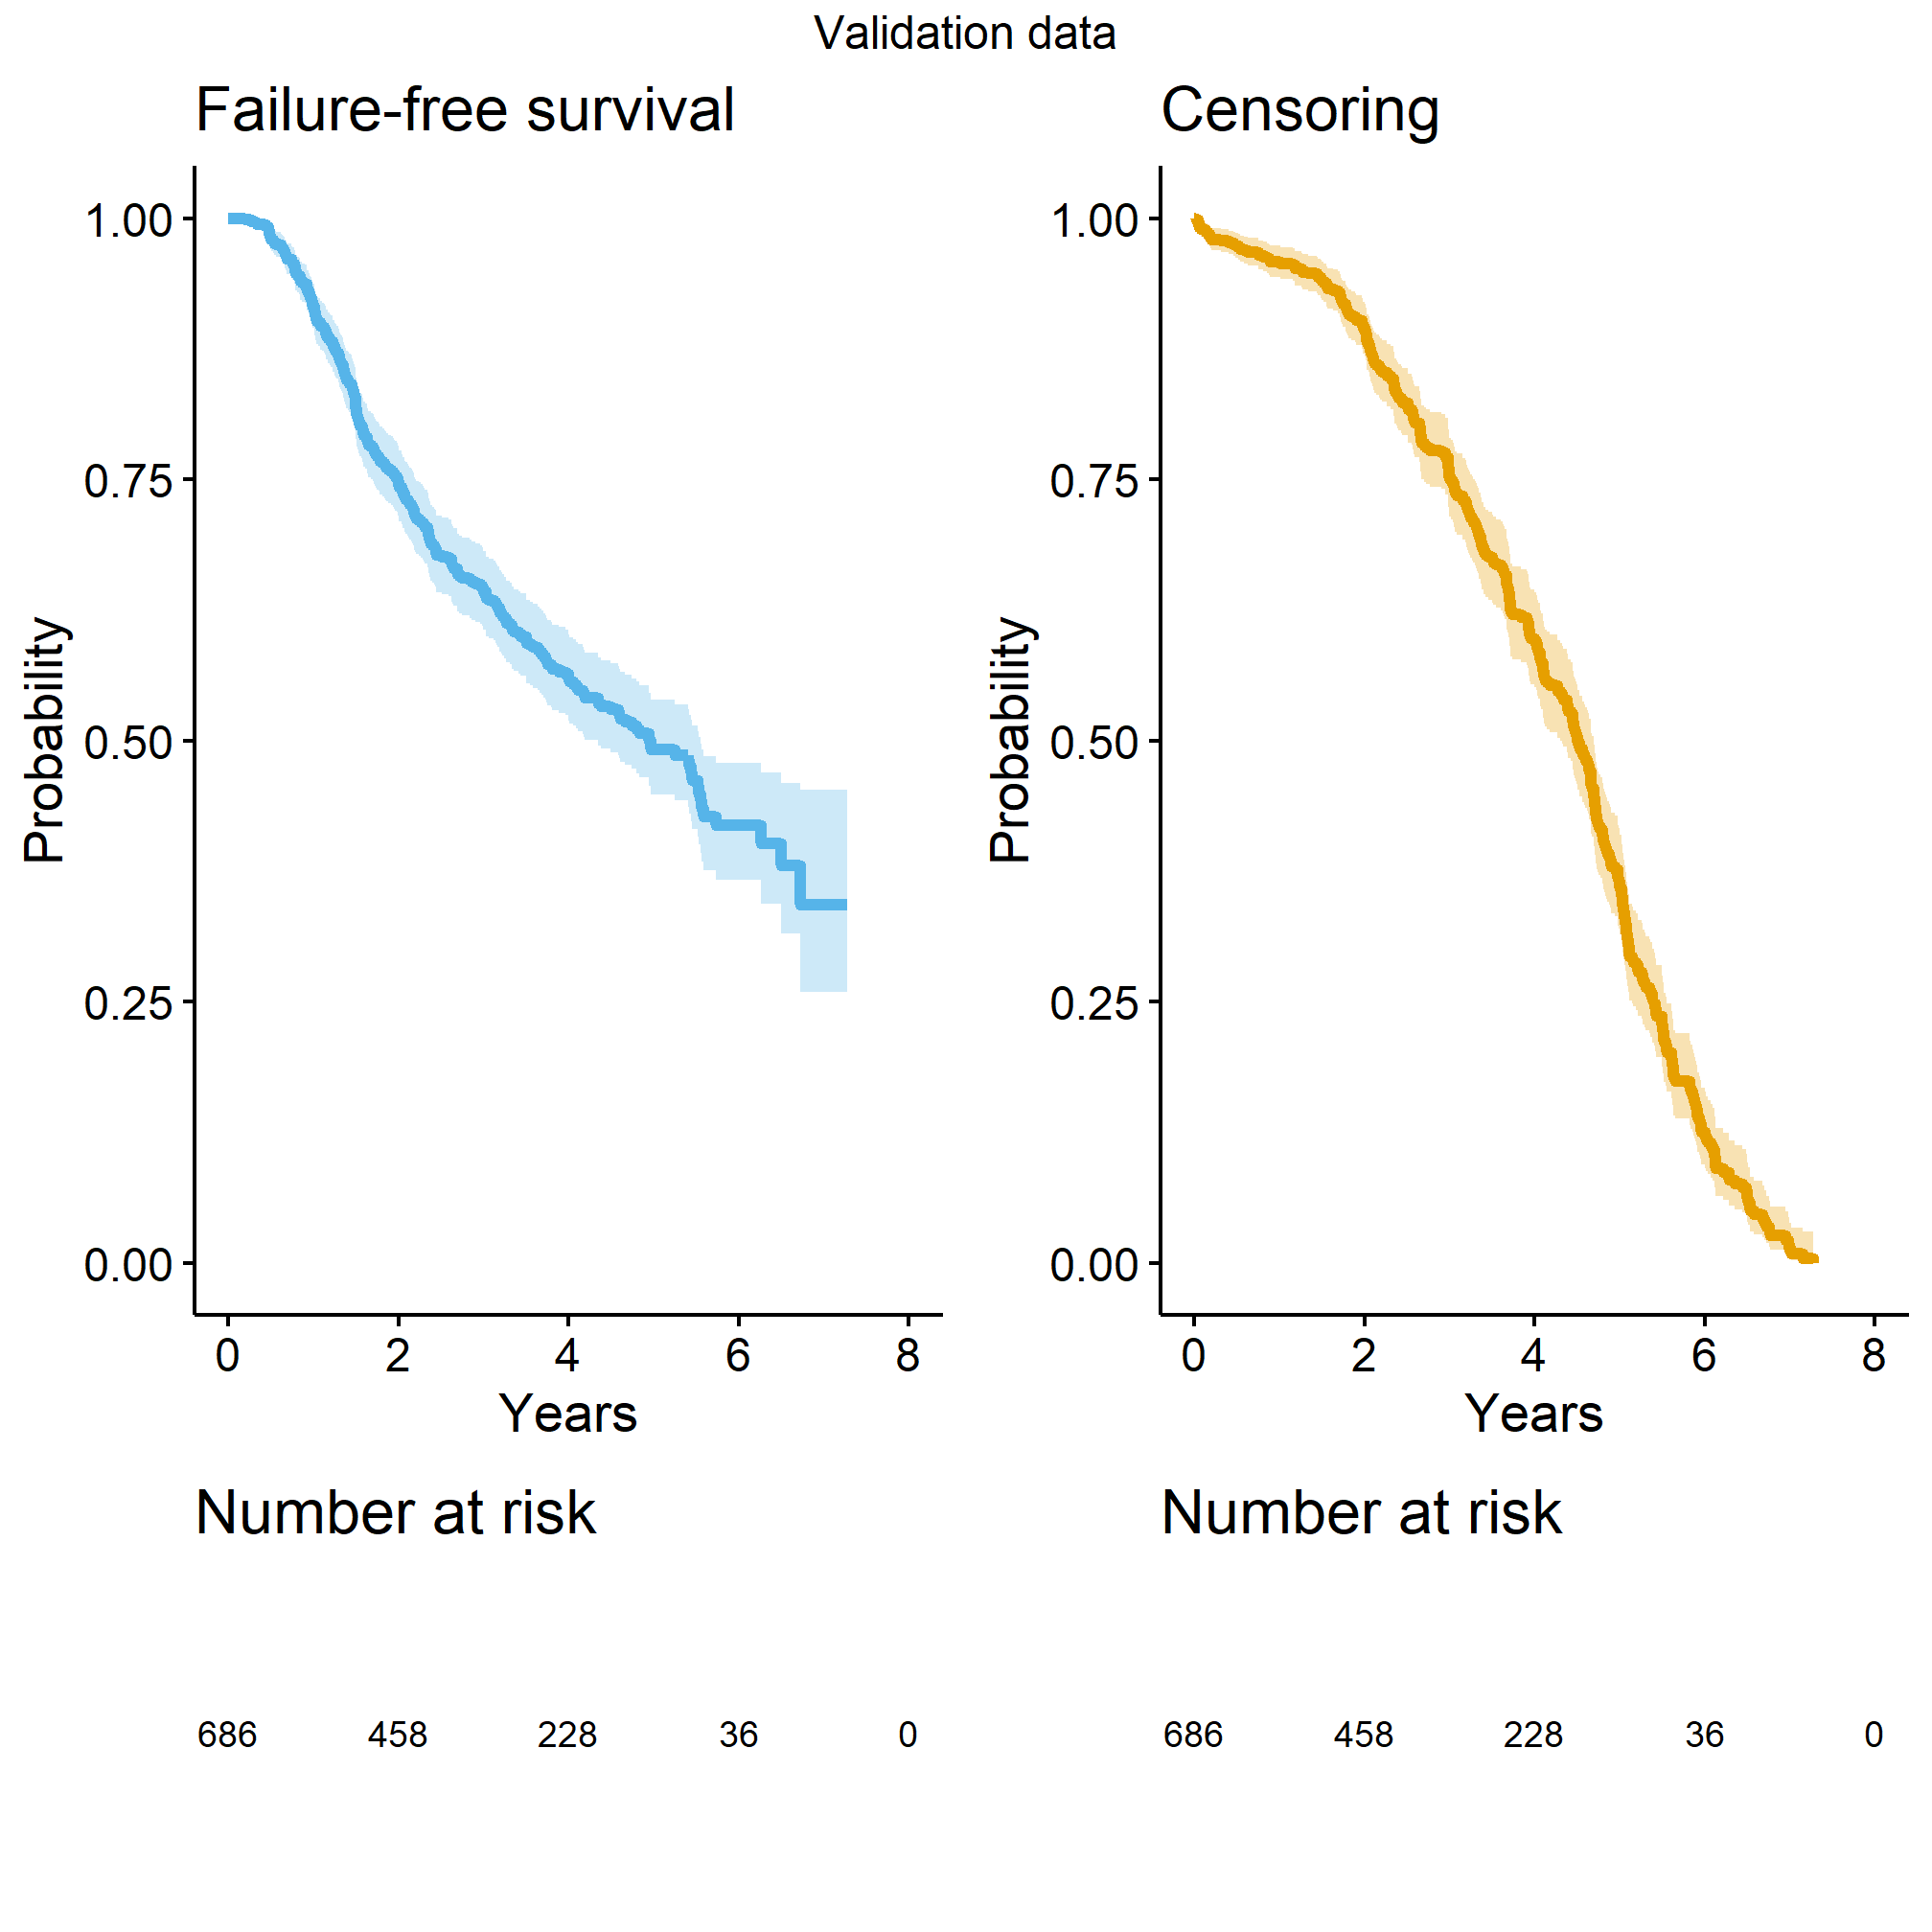 Validation data
Failure-free survival
1.00
0.75
0.50
0.25
0.00
Probability
0 2 4 6 8
Years
Number at risk
686 458 228 36 0
Censoring
1.00
0.75
0.50
0.25
0.00
Probability
0 2 4 6 8
Years
Number at risk
686 458 228 36 0